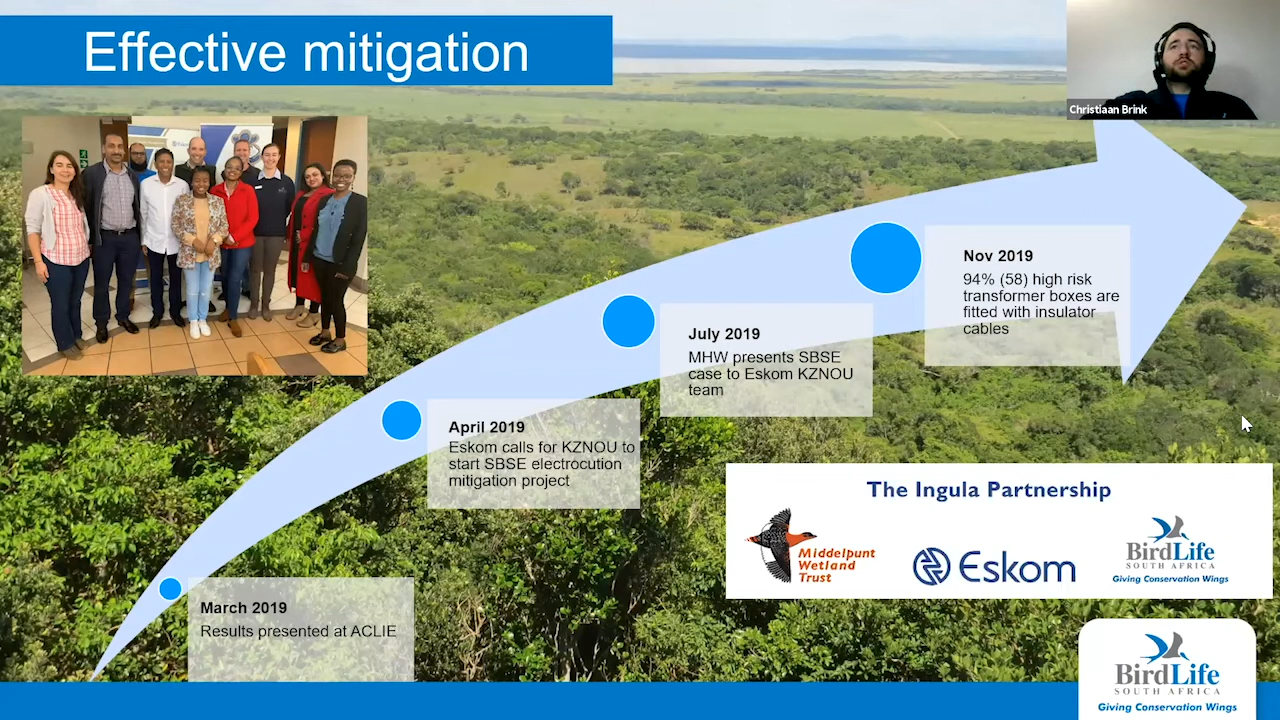 Effective mitigation
Christiaan Brink
Nov 2019
94% (58) high risk
transformer boxes are
fitted with insulator
cables
July 2019
MHW presents SBSE
case to Eskom KZNOU
team
April 2019
Eskom calls for KZNOU to
start SBSE electrocution
mitigation project
March 2019
Results presented at ACLIE
The Ingula Partnership
Middelpunt
Wetland
Trust
Eskom
BirdLife
SOUTH AFRICA
Giving Conservation Wings
BirdLife
SOUTH AFRICA
Giving Conservation Wings